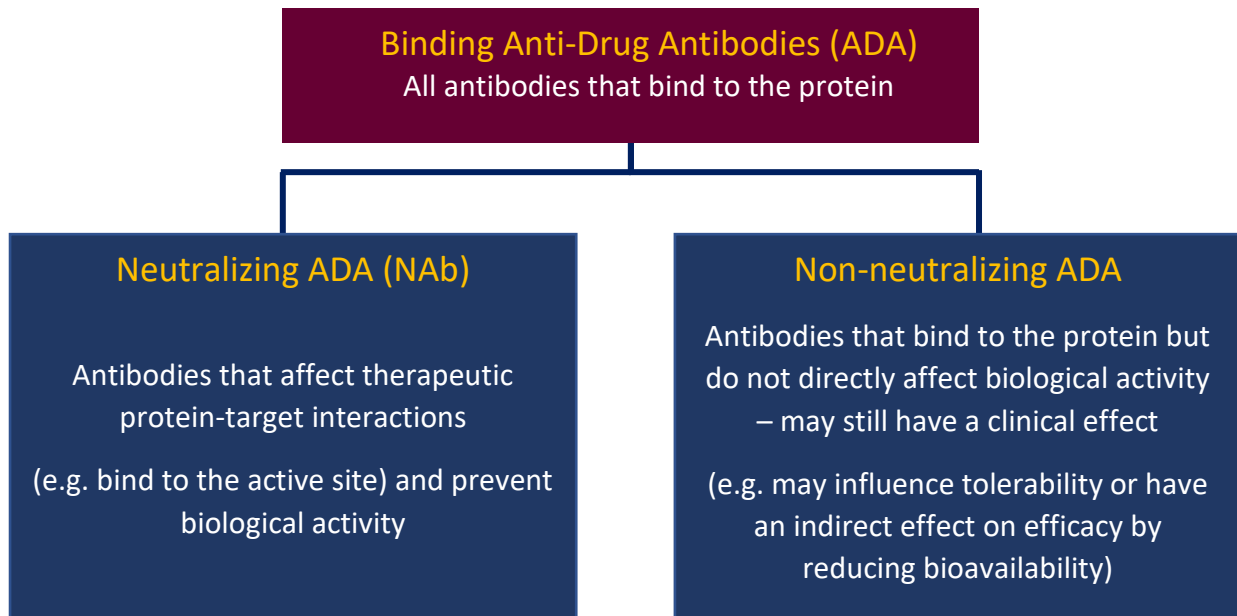 Binding Anti-Drug Antibodies (ADA)
All antibodies that bind to the protein
Neutralizing ADA (NAb)
Antibodies that affect therapeutic
protein-target interactions
(e.g. bind to the active site) and prevent
biological activity
Non-neutralizing ADA
Antibodies that bind to the protein but
do not directly affect biological activity
– may still have a clinical effect
(e.g. may influence tolerability or have
an indirect effect on efficacy by
reducing bioavailability)